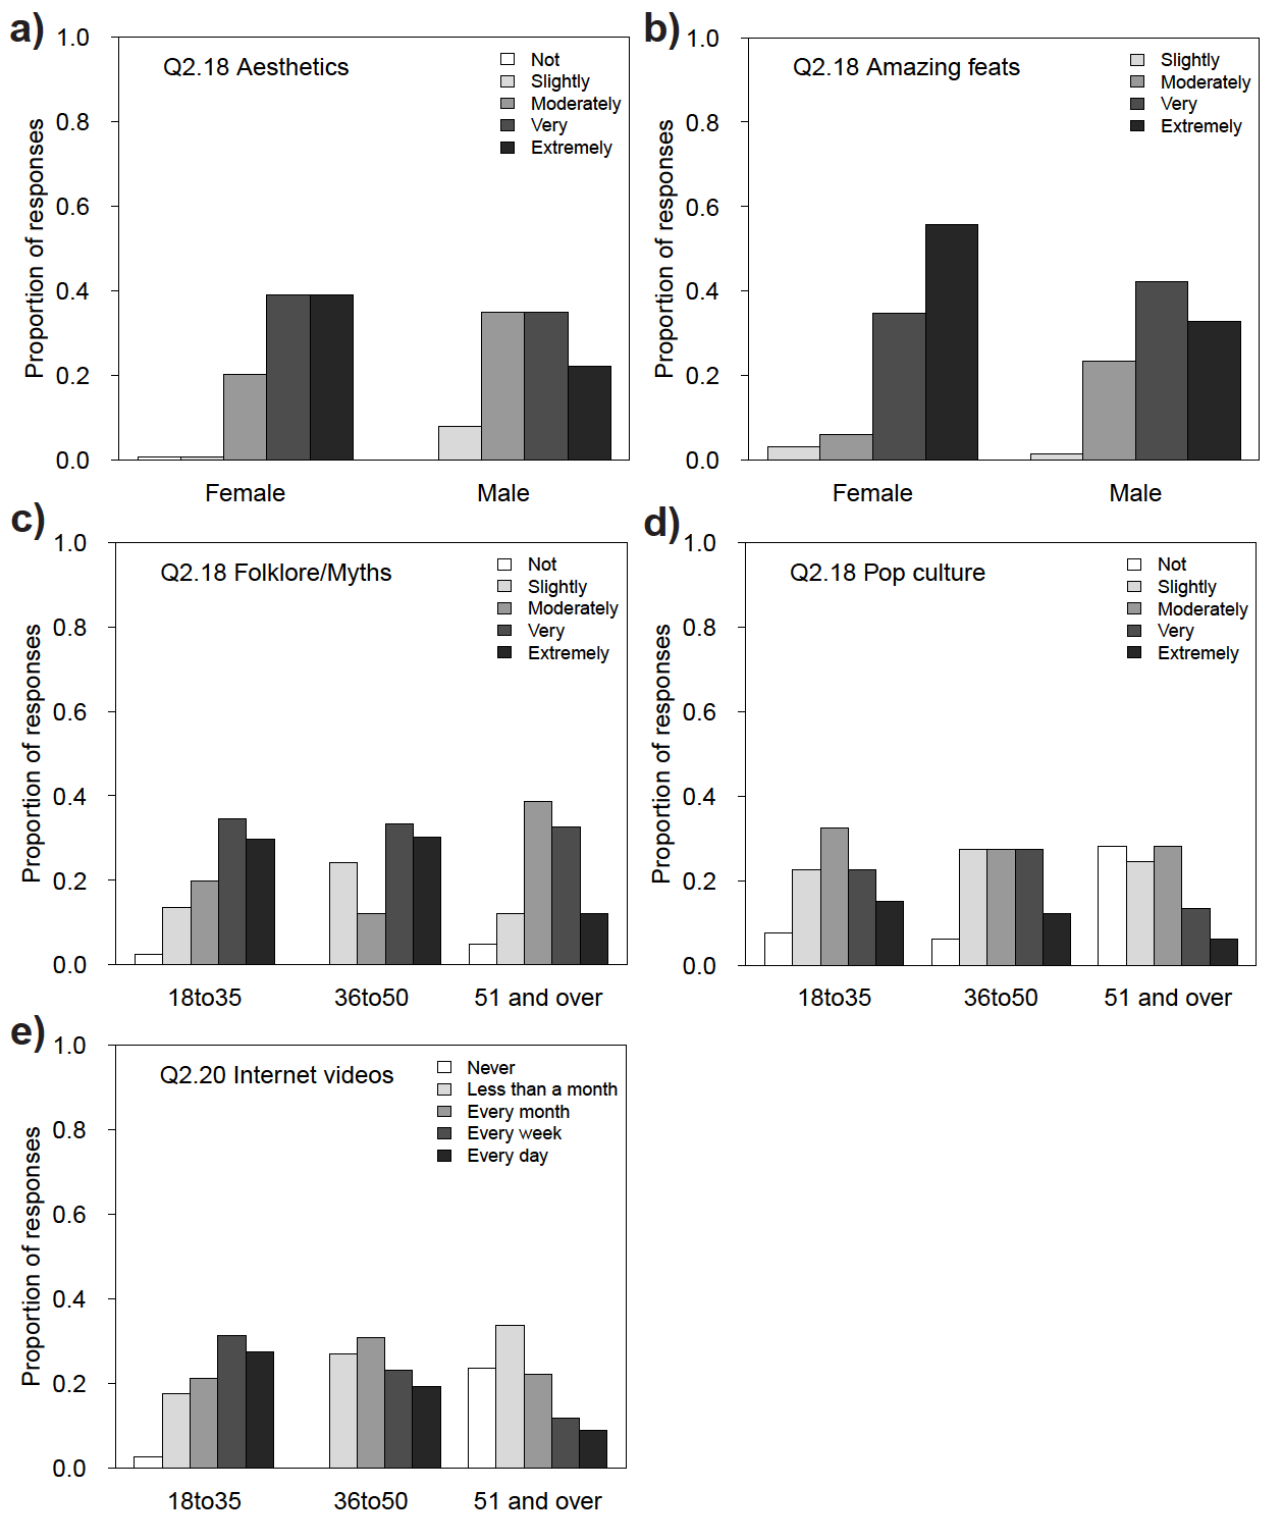 a)
Q2.18 Aesthetics
Not
Slightly
Moderately
Very
Extremely
Proportion of responses
1.0
0.8
0.6
0.4
0.2
0.0
Female
Male
b)
Q2.18 Amazing feats
Slightly
Moderately
Very
Extremely
Proportion of responses
1.0
0.8
0.6
0.4
0.2
0.0
Female
Male
c)
Q2.18 Folklore/Myths
Not
Slightly
Moderately
Very
Extremely
Proportion of responses
1.0
0.8
0.6
0.4
0.2
0.0
18to35
36to50
51 and over
d)
Q2.18 Pop culture
Not
Slightly
Moderately
Very
Extremely
Proportion of responses
1.0
0.8
0.6
0.4
0.2
0.0
18to35
36to50
51 and over
e)
Q2.20 Internet videos
Never
Less than a month
Every month
Every week
Every day
Proportion of responses
1.0
0.8
0.6
0.4
0.2
0.0
18to35
36to50
51 and over